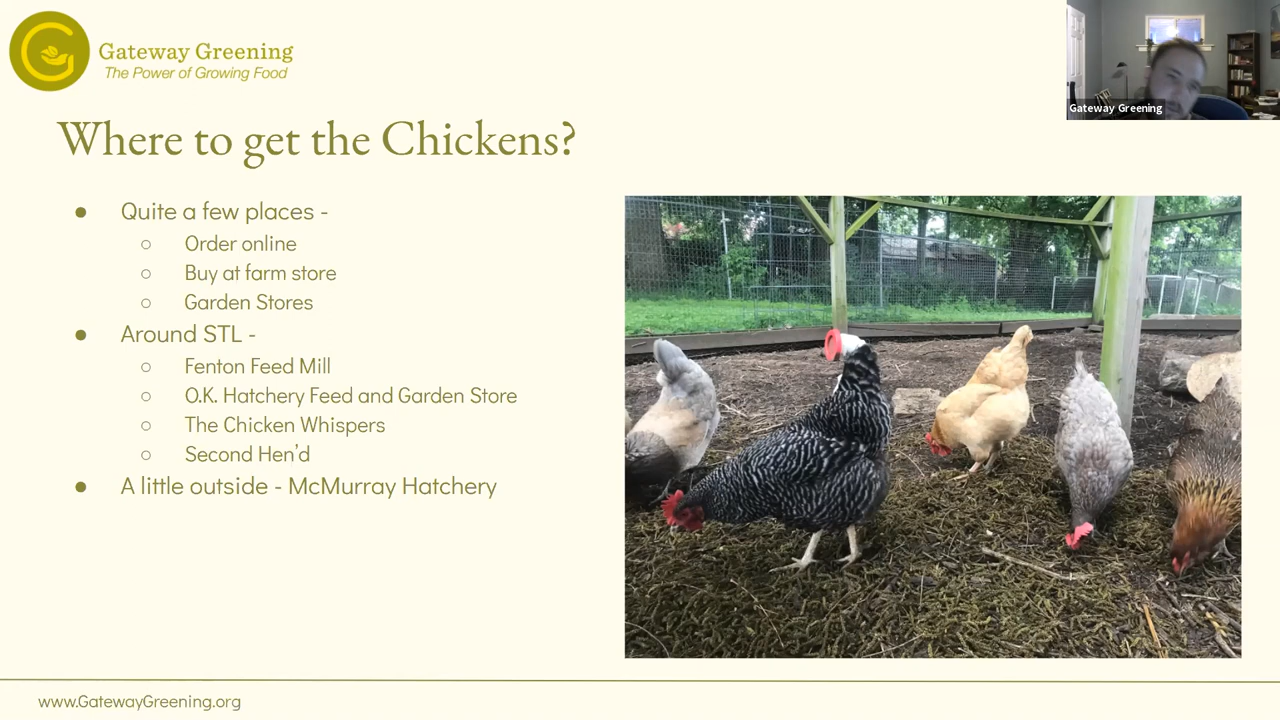 Gateway Greening
The Power of Growing Food
Gateway Greening
Where to get the Chickens?
● Quite a few places -
○ Order online
○ Buy at farm store
○ Garden Stores
● Around STL -
○ Fenton Feed Mill
○ O.K. Hatchery Feed and Garden Store
○ The Chicken Whispers
○ Second Hen’d
● A little outside - McMurray Hatchery
www.GatewayGreening.org